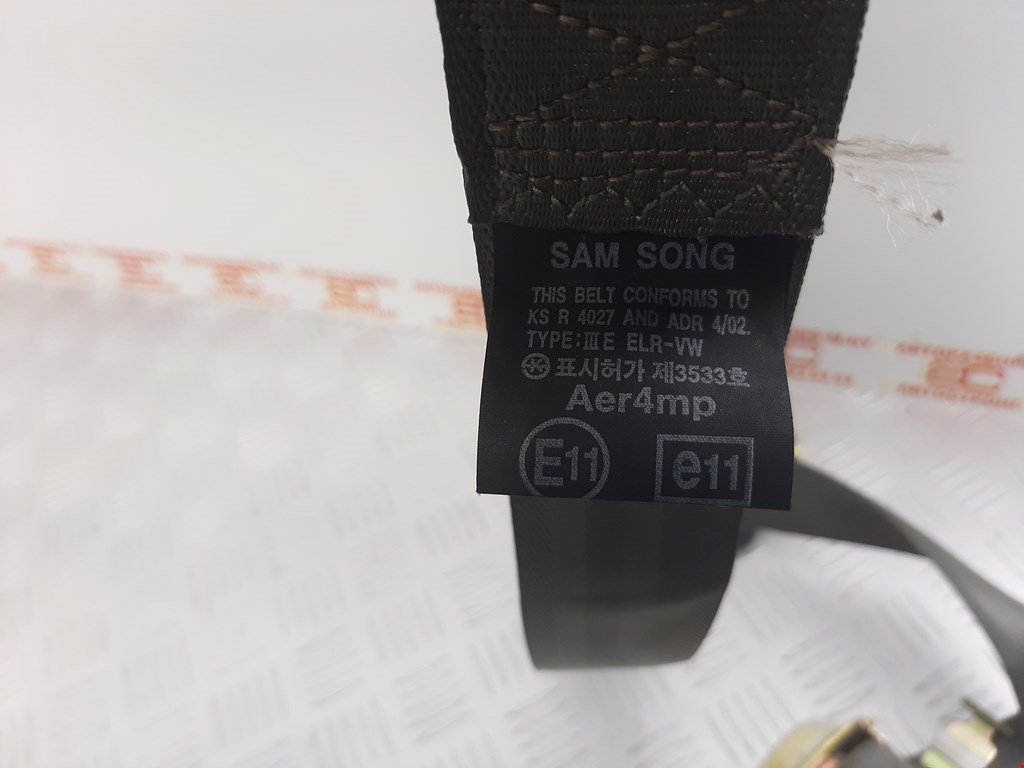 SAM SONG
THIS BELT CONFORMS TO
KS R 4027 AND ADR 4/02.
TYPE:ⅢE ELR-VW
㉿표시허가 제3533호
Aer4mp
E11 e11